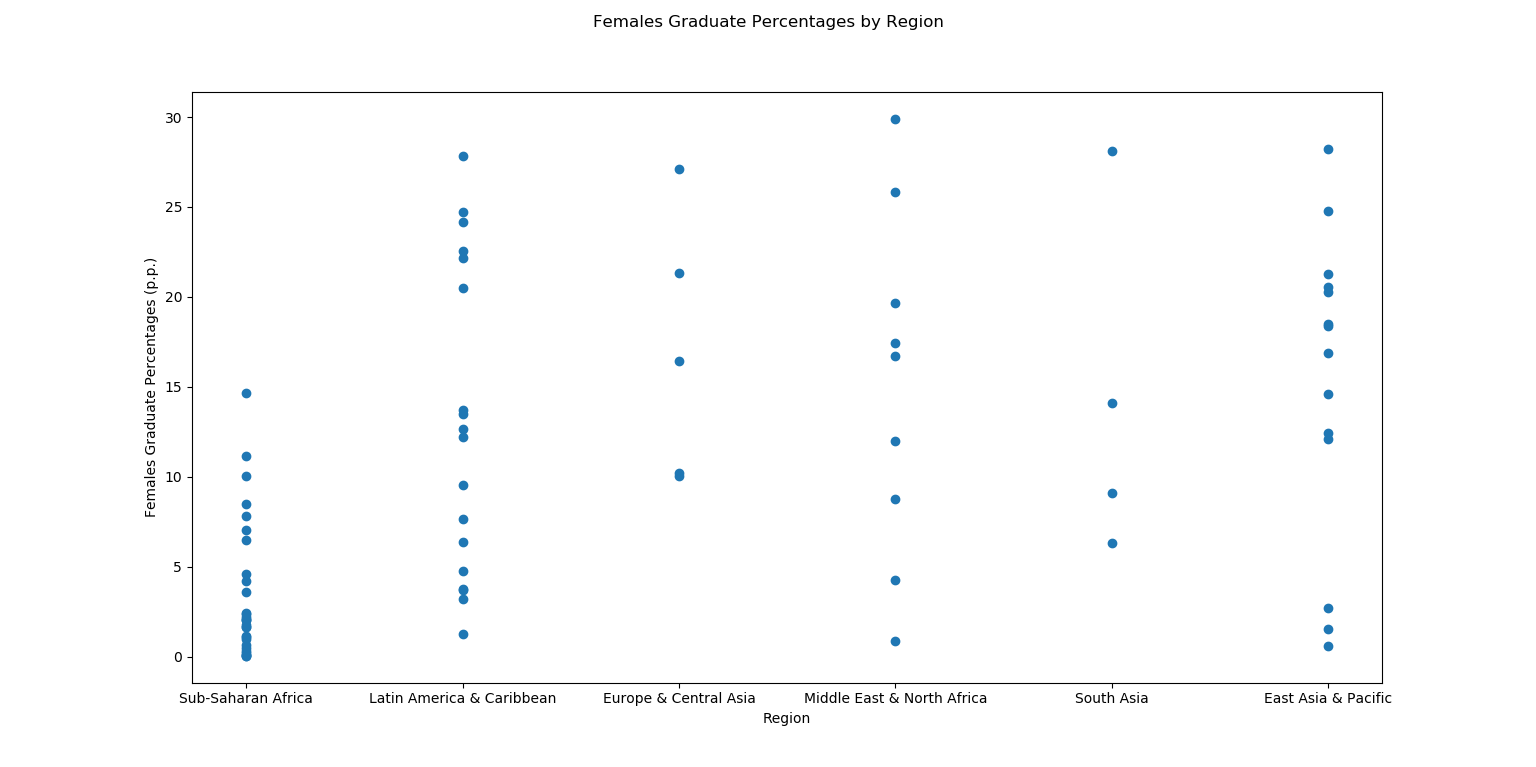 Females Graduate Percentages by Region
30
25
20
15
10
5
0
Females Graduate Percentages (p.p.)
Sub-Saharan Africa Latin America & Caribbean Europe & Central Asia Middle East & North Africa South Asia East Asia & Pacific
Region